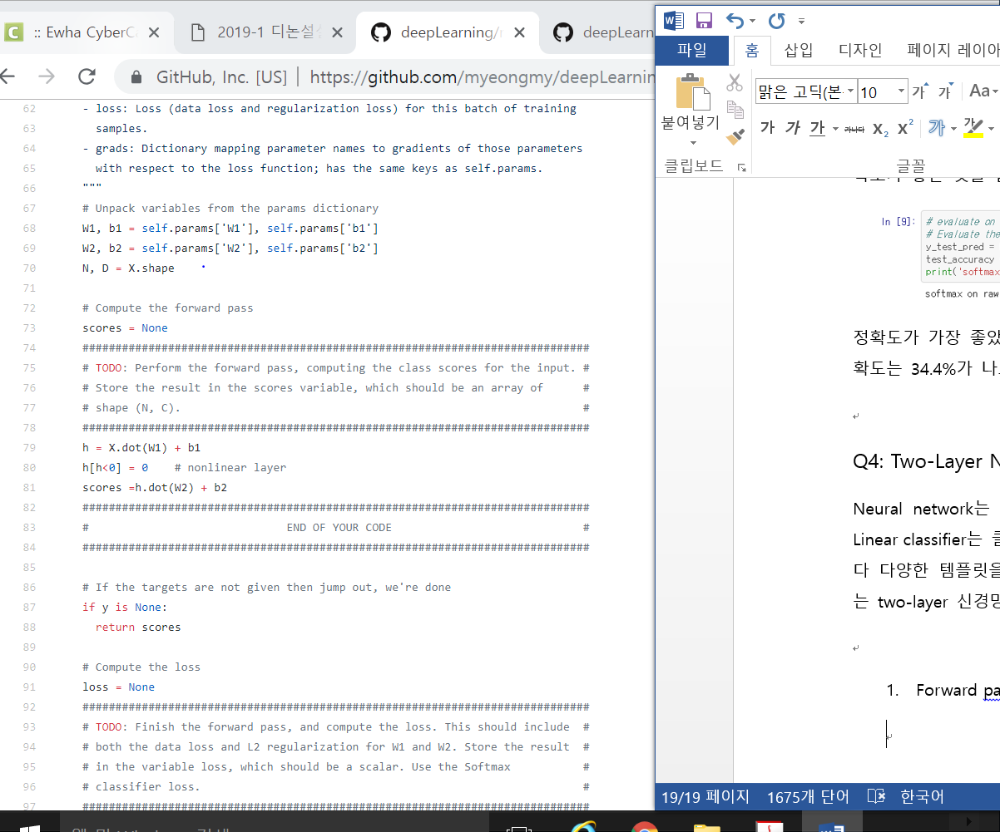 :: Ewha CyberCa
2019-1 디논설
deepLearning/
deepLearn
GitHub, Inc. [US] | https://github.com/myeongmy/deepLearnin
62 - loss: Loss (data loss and regularization loss) for this batch of training
63 samples.
64 - grads: Dictionary mapping parameter names to gradients of those parameters
65 with respect to the loss function; has the same keys as self.params.
66 """
67 # Unpack variables from the params dictionary
68 W1, b1 = self.params['W1'], self.params['b1']
69 W2, b2 = self.params['W2'], self.params['b2']
70 N, D = X.shape
71
72 # Compute the forward pass
73 scores = None
74 #############################################################################
75 # TODO: Perform the forward pass, computing the class scores for the input. #
76 # Store the result in the scores variable, which should be an array of #
77 # shape (N, C). #
78 #############################################################################
79 h = X.dot(W1) + b1
80 h[h<0] = 0 # nonlinear layer
81 scores =h.dot(W2) + b2
82 #############################################################################
83 # END OF YOUR CODE #
84 #############################################################################
85
86 # If the targets are not given then jump out, we're done
87 if y is None:
88 return scores
89
90 # Compute the loss
91 loss = None
92 #############################################################################
93 # TODO: Finish the forward pass, and compute the loss. This should include #
94 # both the data loss and L2 regularization for W1 and W2. Store the result #
95 # in the variable loss, which should be a scalar. Use the Softmax #
96 # classifier loss. #
97 #############################################################################
파일 홈 삽입 디자인 페이지 레이아
맑은 고딕(본 10 가 가 Aa
붙여넣기
가 가 가 가나다 X₂ X² 가 가
클립보드 글꼴
In [9]: # evaluate on
# Evaluate the
y_test_pred =
test_accuracy
print('softmax
softmax on raw
정확도가 가장 좋았
확도는 34.4%가 나
Q4: Two-Layer N
Neural network는
Linear classifier는
다 다양한 템플릿을
는 two-layer 신경망
1. Forward pa
19/19 페이지 1675개 단어 한국어